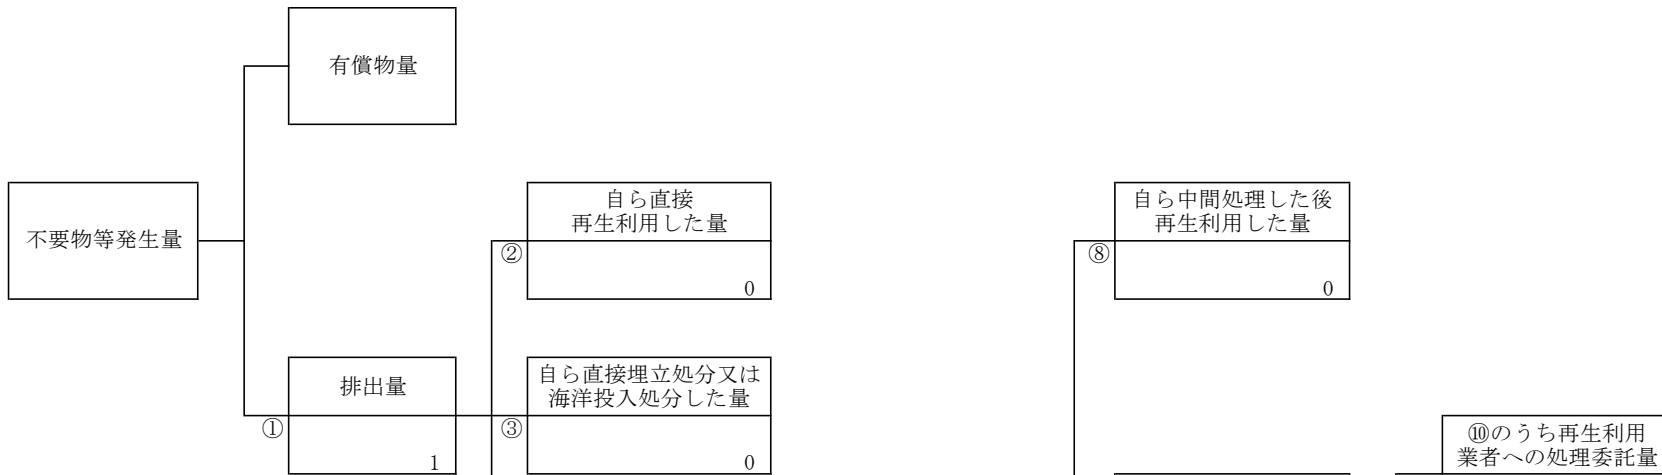 有償物量
不要物等発生量
自ら直接
再生利用した量
②
0
自ら中間処理した後
再生利用した量
⑧
0
排出量
①
1
自ら直接埋立処分又は
海洋投入処分した量
③
0
⑩のうち再生利用
業者への処理委託量